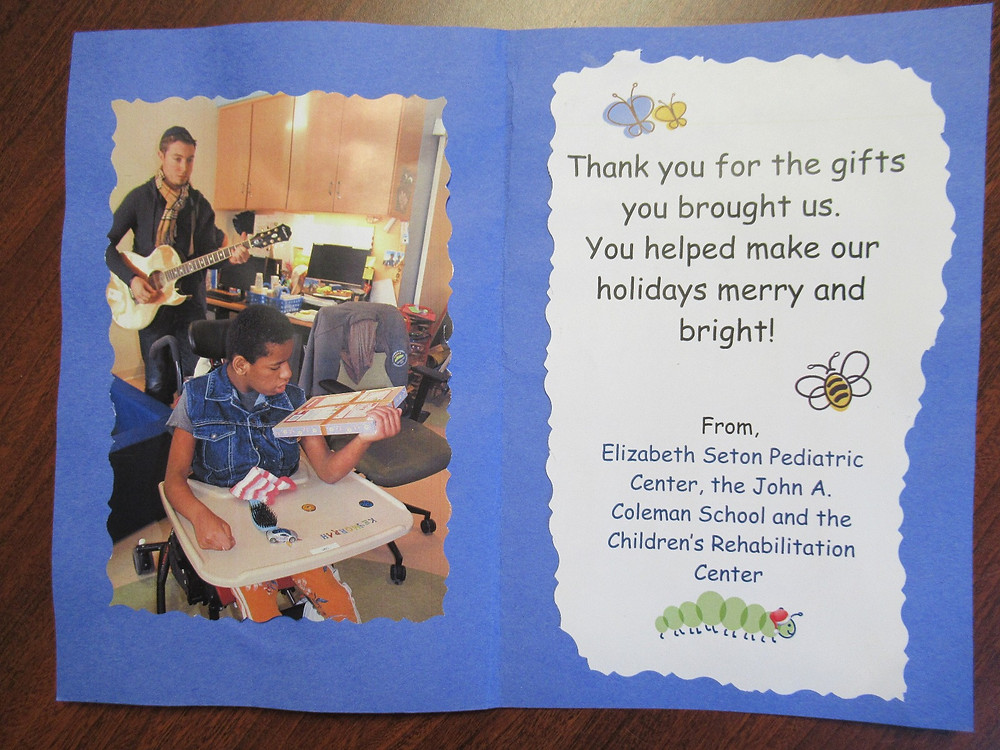 Thank you for the gifts
you brought us.
You helped make our
holidays merry and
bright!
From,
Elizabeth Seton Pediatric
Center, the John A.
Coleman School and the
Children's Rehabilitation
Center